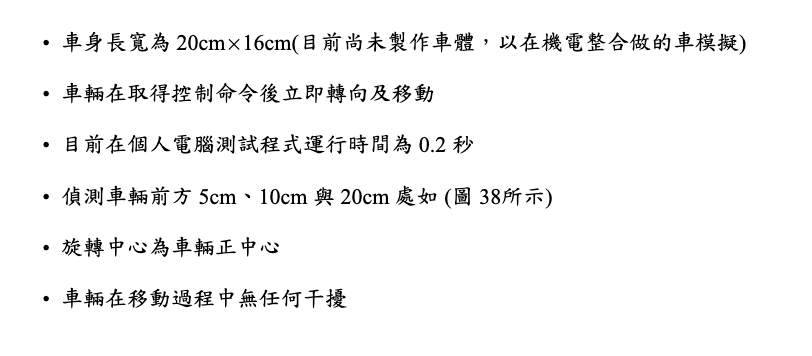 • 車身長寬為 20cm×16cm(目前尚未製作車體，以在機電整合做的車模擬)
• 車輛在取得控制命令後立即轉向及移動
• 目前在個人電腦測試程式運行時間為 0.2 秒
• 偵測車輛前方 5cm、10cm 與 20cm 處如 (圖 38所示)
• 旋转中心為車輛正中心
• 車輛在移動過程中無任何干擾